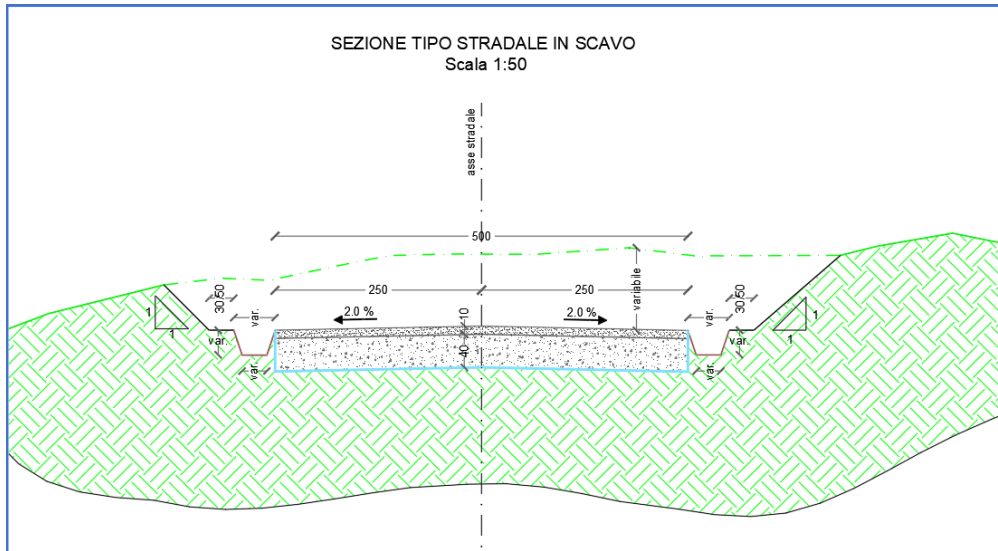 SEZIONE TIPO STRADALE IN SCAVO
Scala 1:50
asse stradale
500
250
250
variabile
30/50
30/50
var.
var.
2.0 %
2.0 %
10
40
1
1
1
1
var.
var.
var.
var.